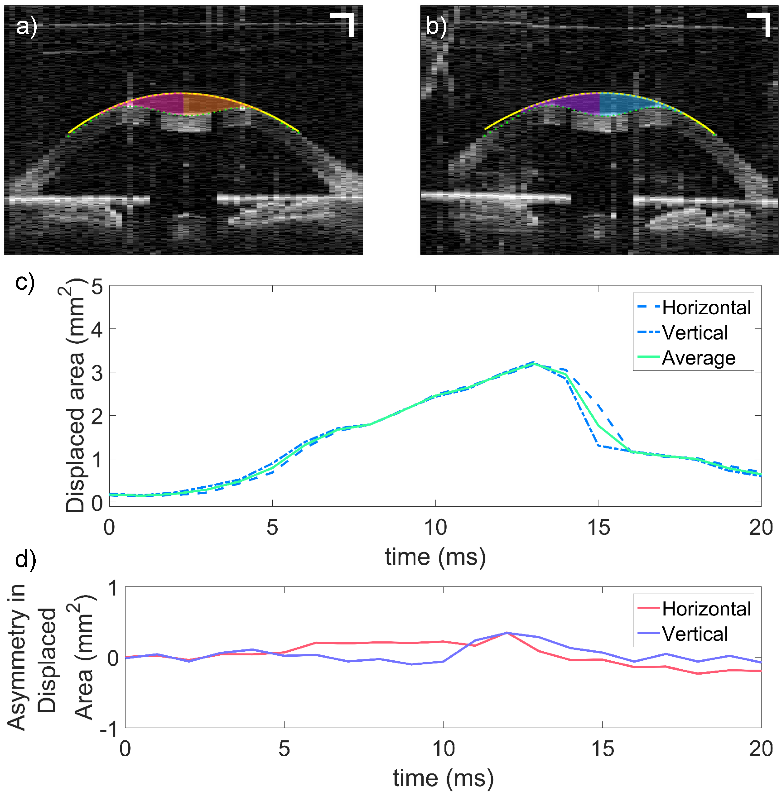 a)
b)
c)
Displaced area (mm²)
5
4
3
2
1
0
Horizontal
Vertical
Average
0 5 10 15 20
time (ms)
d)
Asymmetry in
Displaced
Area (mm²)
1
0
-1
Horizontal
Vertical
0 5 10 15 20
time (ms)